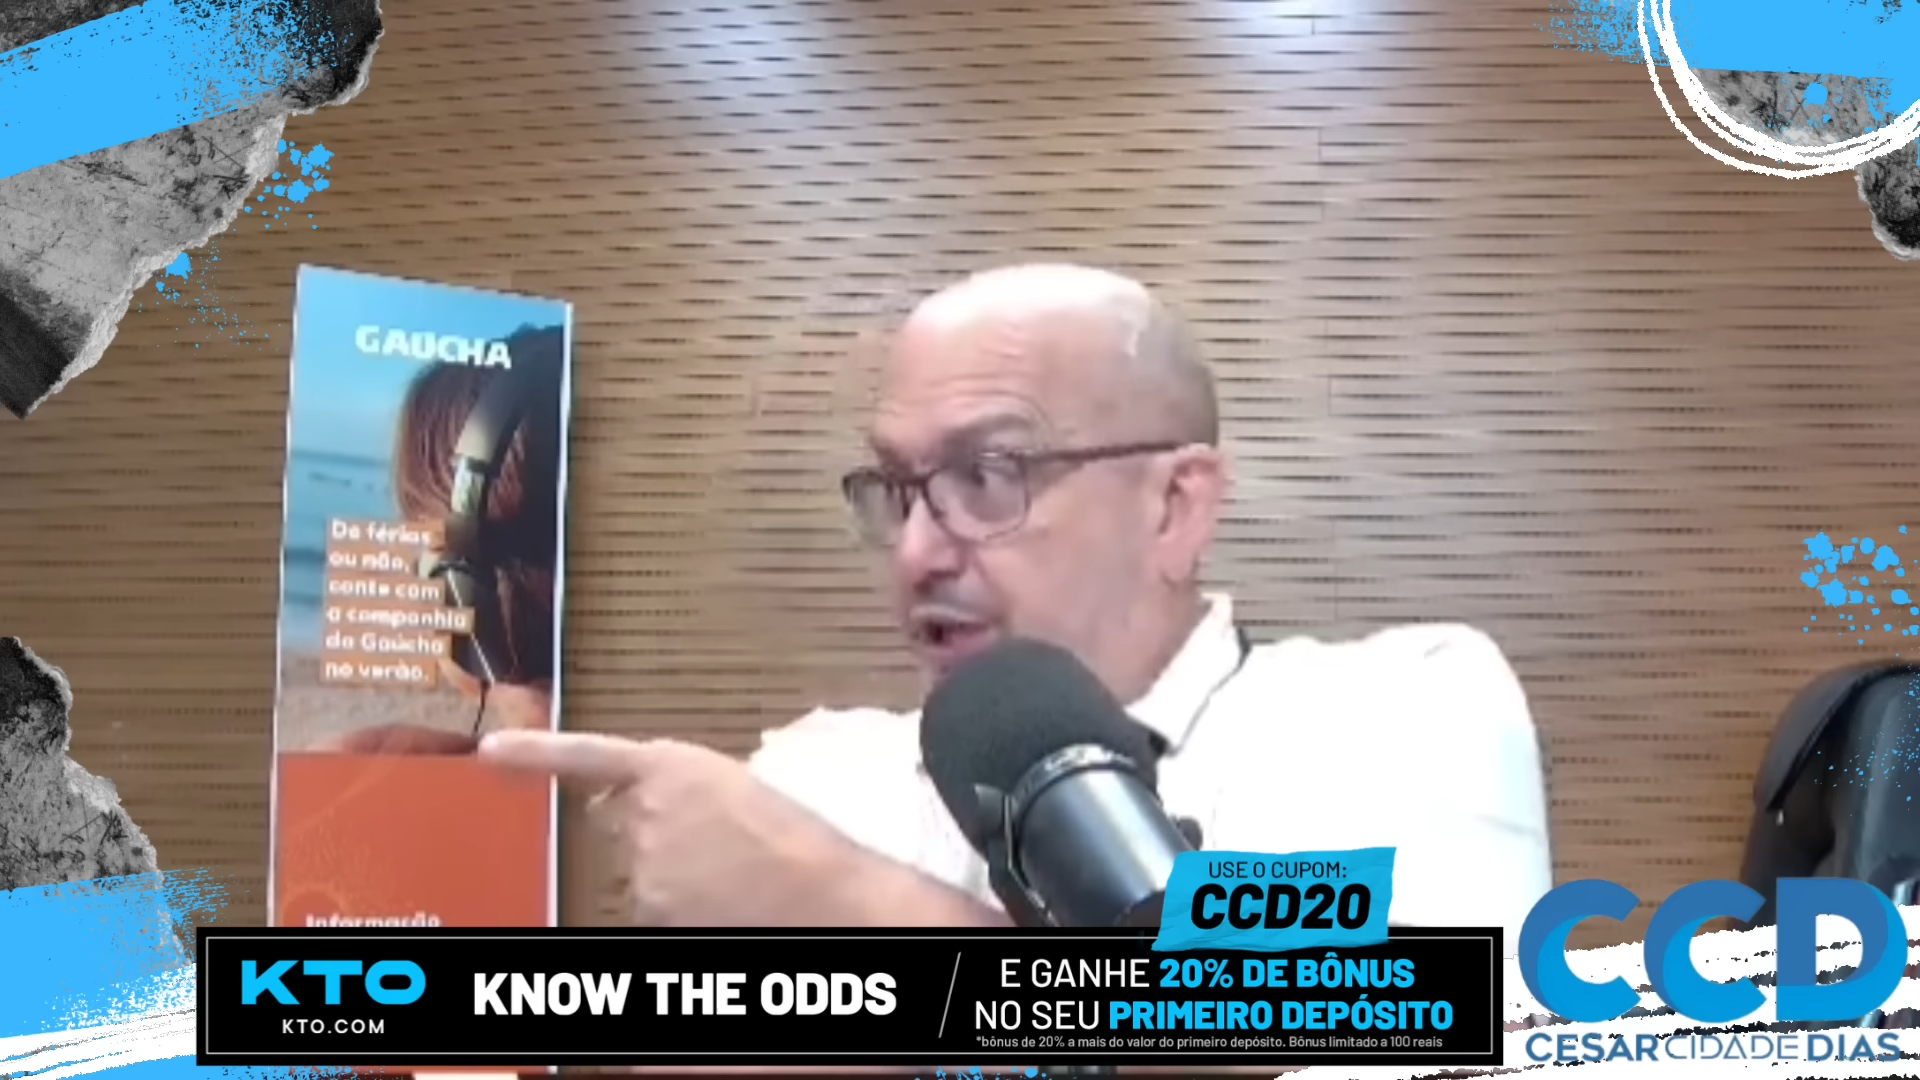 GAÚCHA
De férias
ou não,
conte com
a companhia
da Gaúcha
no verão.
Informação
USE O CUPOM:
CCD20
KTO
KTO.COM
KNOW THE ODDS
E GANHE 20% DE BÔNUS
NO SEU PRIMEIRO DEPÓSITO
*bônus de 20% a mais do valor do primeiro depósito. Bônus limitado a 100 reais
CCD
CESAR CIDADE DIAS